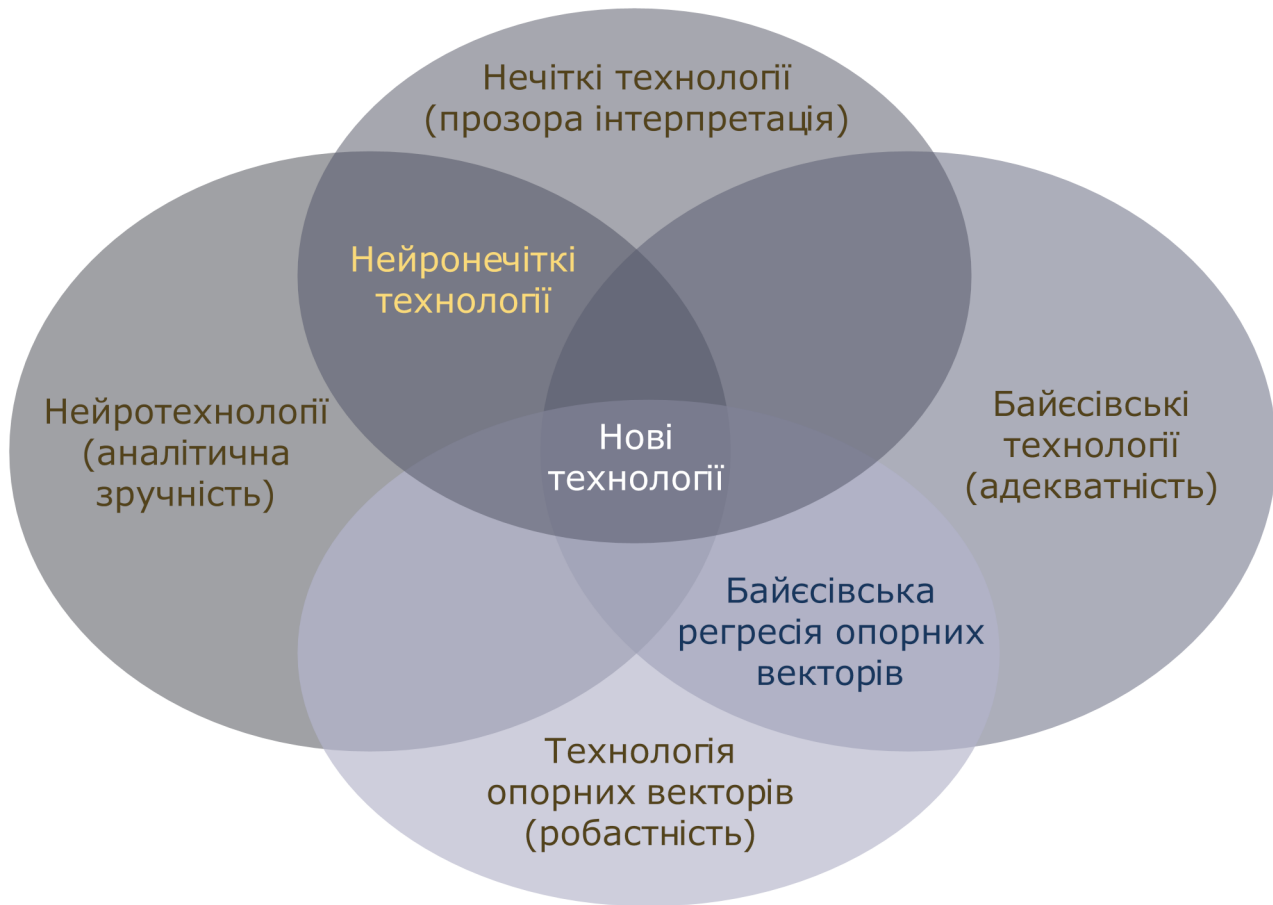 Нечіткі технології
(прозора інтерпретація)
Нейронечіткі
технології
Нейротехнології
(аналітична
зручність)
Нові
технології
Байєсівські
технології
(адекватність)
Байєсівська
регресія опорних
векторів
Технологія
опорних векторів
(робастність)